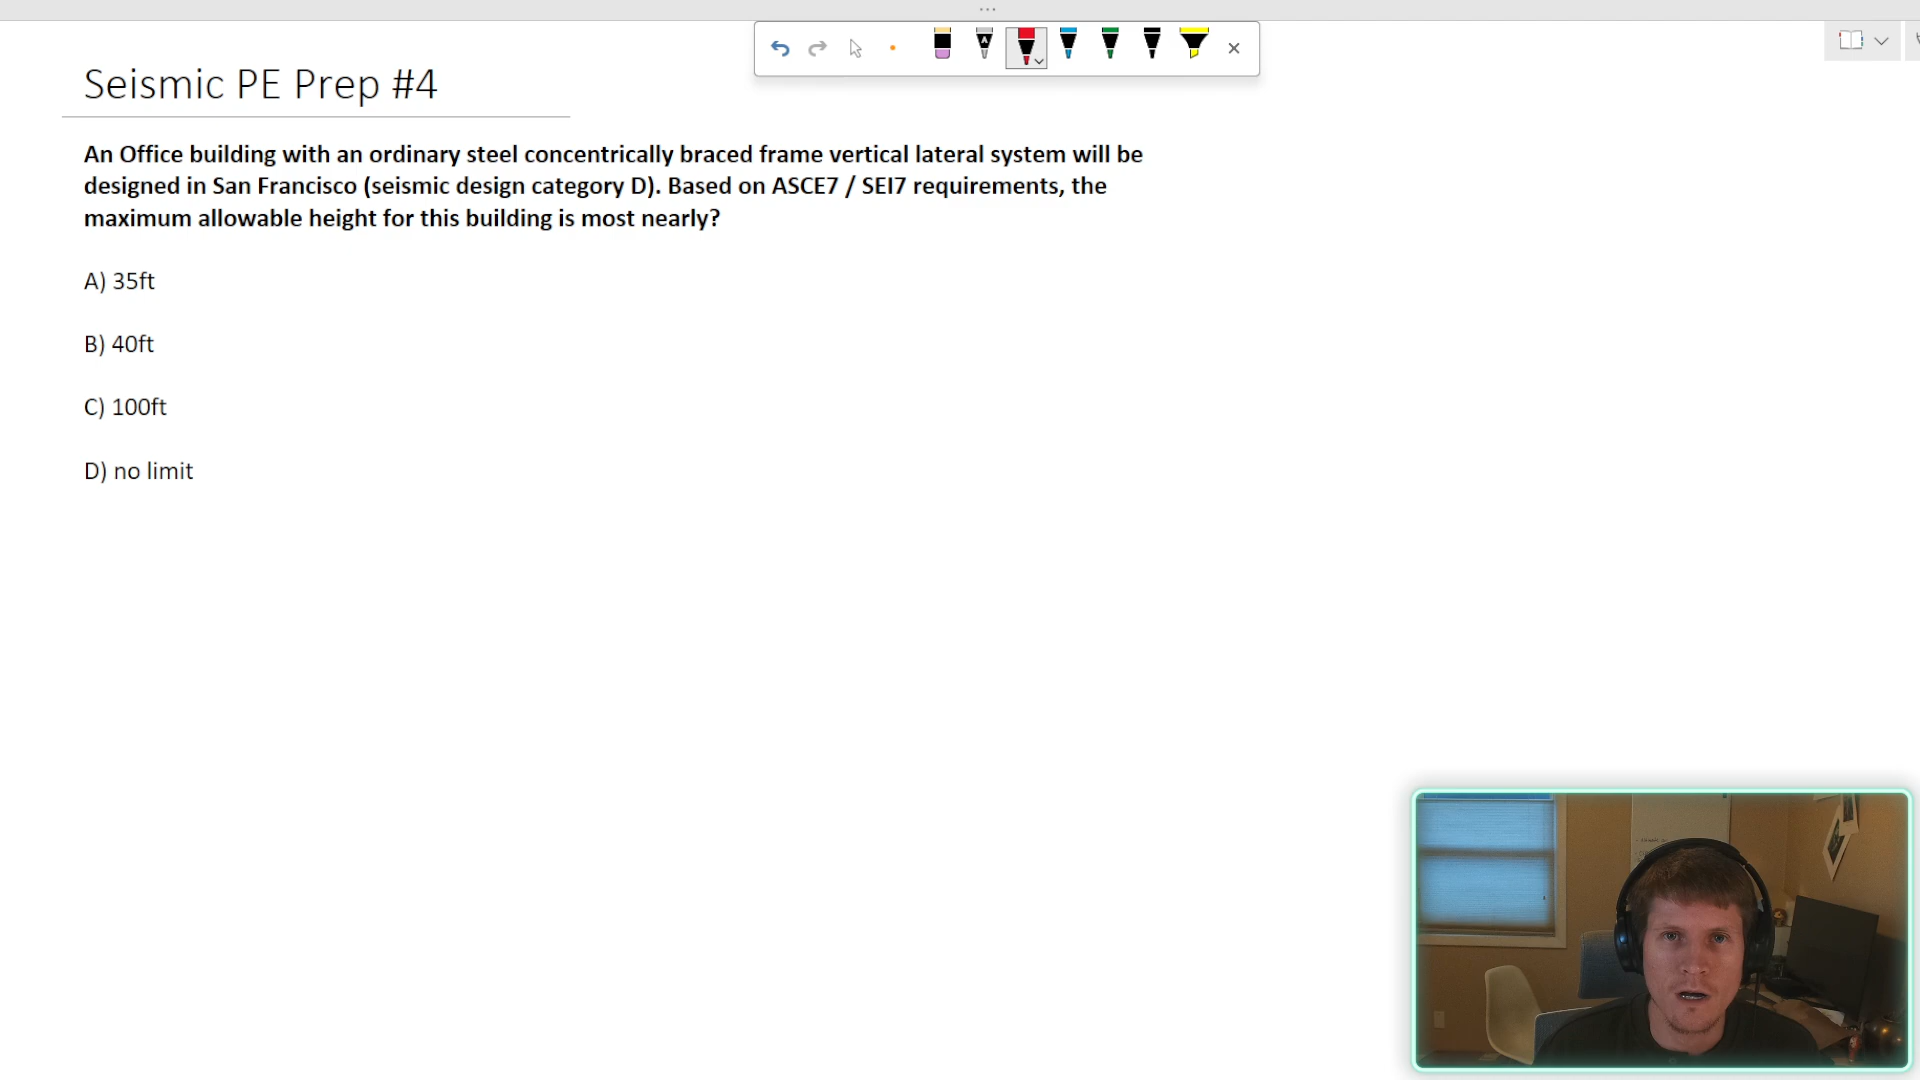 Seismic PE Prep #4
An Office building with an ordinary steel concentrically braced frame vertical lateral system will be
designed in San Francisco (seismic design category D). Based on ASCE7 / SEI7 requirements, the
maximum allowable height for this building is most nearly?
A) 35ft
B) 40ft
C) 100ft
D) no limit